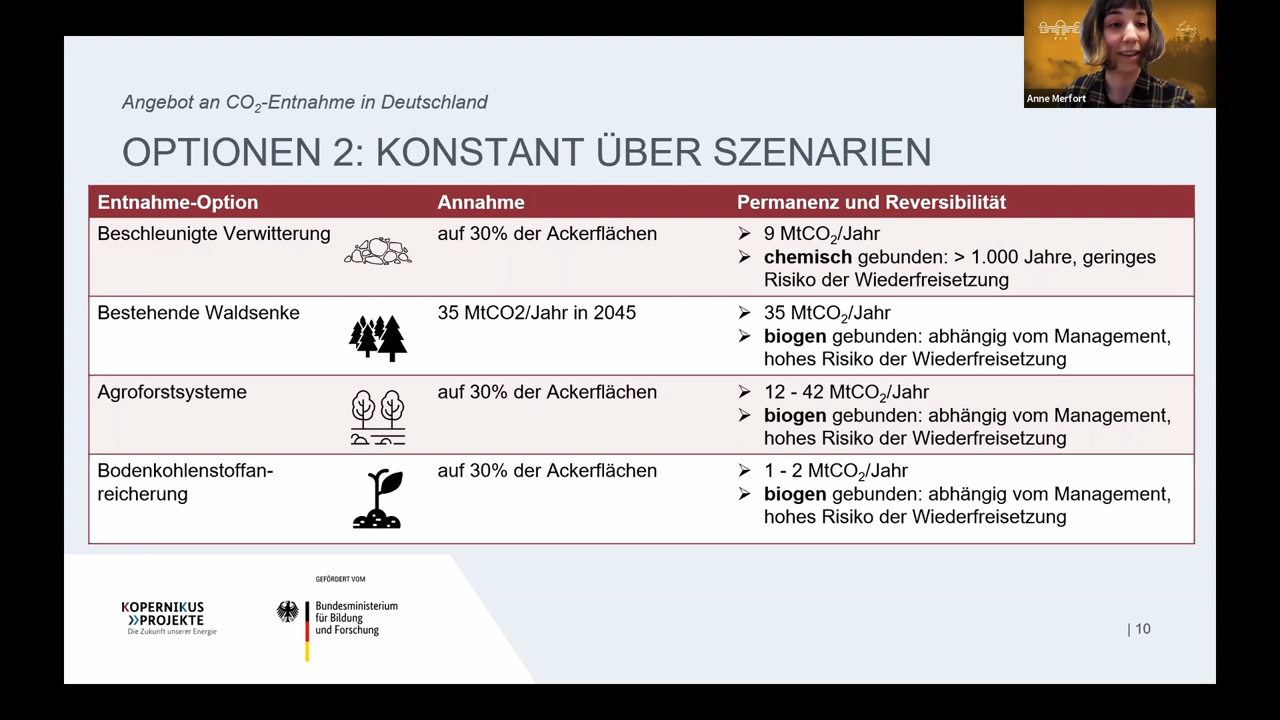 Anne Merfort
Angebot an CO₂-Entnahme in Deutschland
OPTIONEN 2: KONSTANT ÜBER SZENARIEN
Entnahme-Option Annahme Permanenz und Reversibilität
Beschleunigte Verwitterung auf 30% der Ackerflächen ➢ 9 MtCO₂/Jahr
➢ chemisch gebunden: > 1.000 Jahre, geringes
Risiko der Wiederfreisetzung
Bestehende Waldsenke 35 MtCO2/Jahr in 2045 ➢ 35 MtCO₂/Jahr
➢ biogen gebunden: abhängig vom Management,
hohes Risiko der Wiederfreisetzung
Agroforstsysteme auf 30% der Ackerflächen ➢ 12 - 42 MtCO₂/Jahr
➢ biogen gebunden: abhängig vom Management,
hohes Risiko der Wiederfreisetzung
Bodenkohlenstoffan- auf 30% der Ackerflächen ➢ 1 - 2 MtCO₂/Jahr
reicherung ➢ biogen gebunden: abhängig vom Management,
hohes Risiko der Wiederfreisetzung
GEFÖRDERT VOM
KOPERNIKUS
»PROJEKTE
Die Zukunft unserer Energie
Bundesministerium
für Bildung
und Forschung
| 10